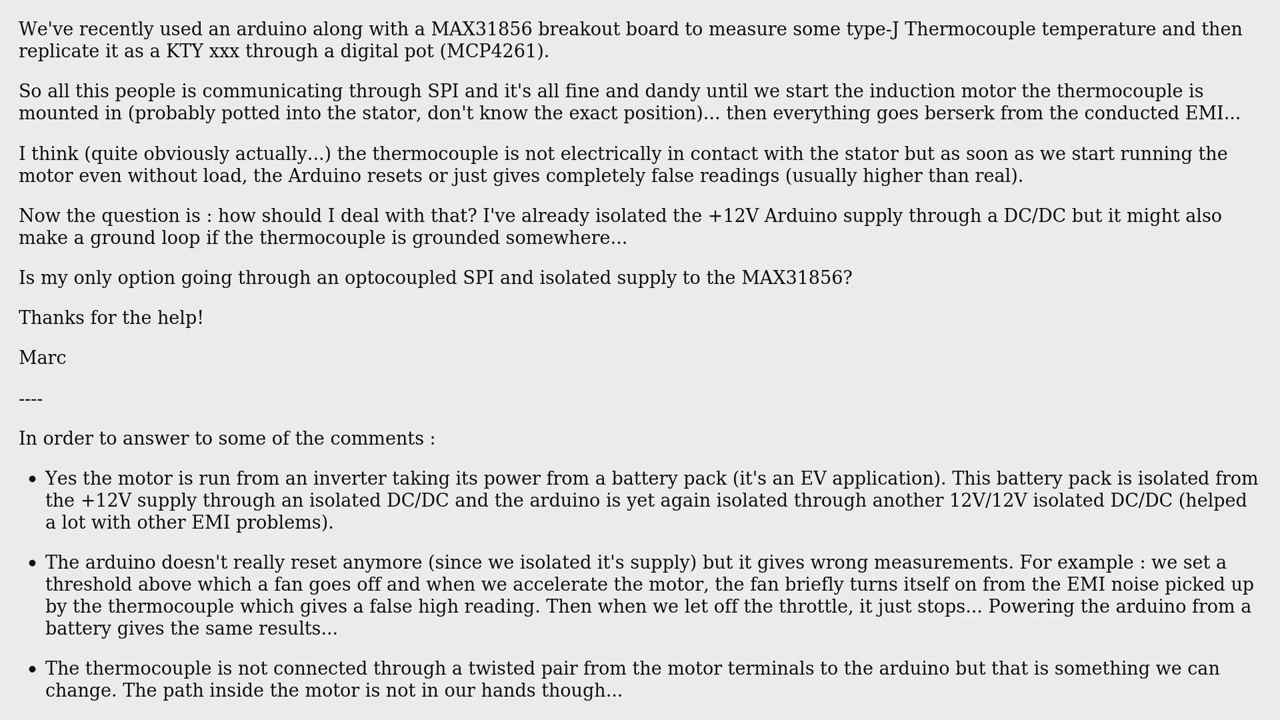 We've recently used an arduino along with a MAX31856 breakout board to measure some type-J Thermocouple temperature and then
replicate it as a KTY xxx through a digital pot (MCP4261).
So all this people is communicating through SPI and it's all fine and dandy until we start the induction motor the thermocouple is
mounted in (probably potted into the stator, don't know the exact position)... then everything goes berserk from the conducted EMI...
I think (quite obviously actually...) the thermocouple is not electrically in contact with the stator but as soon as we start running the
motor even without load, the Arduino resets or just gives completely false readings (usually higher than real).
Now the question is : how should I deal with that? I've already isolated the +12V Arduino supply through a DC/DC but it might also
make a ground loop if the thermocouple is grounded somewhere...
Is my only option going through an optocoupled SPI and isolated supply to the MAX31856?
Thanks for the help!
Marc
----
In order to answer to some of the comments :
• Yes the motor is run from an inverter taking its power from a battery pack (it's an EV application). This battery pack is isolated from
the +12V supply through an isolated DC/DC and the arduino is yet again isolated through another 12V/12V isolated DC/DC (helped
a lot with other EMI problems).
• The arduino doesn't really reset anymore (since we isolated it's supply) but it gives wrong measurements. For example : we set a
threshold above which a fan goes off and when we accelerate the motor, the fan briefly turns itself on from the EMI noise picked up
by the thermocouple which gives a false high reading. Then when we let off the throttle, it just stops... Powering the arduino from a
battery gives the same results...
• The thermocouple is not connected through a twisted pair from the motor terminals to the arduino but that is something we can
change. The path inside the motor is not in our hands though...